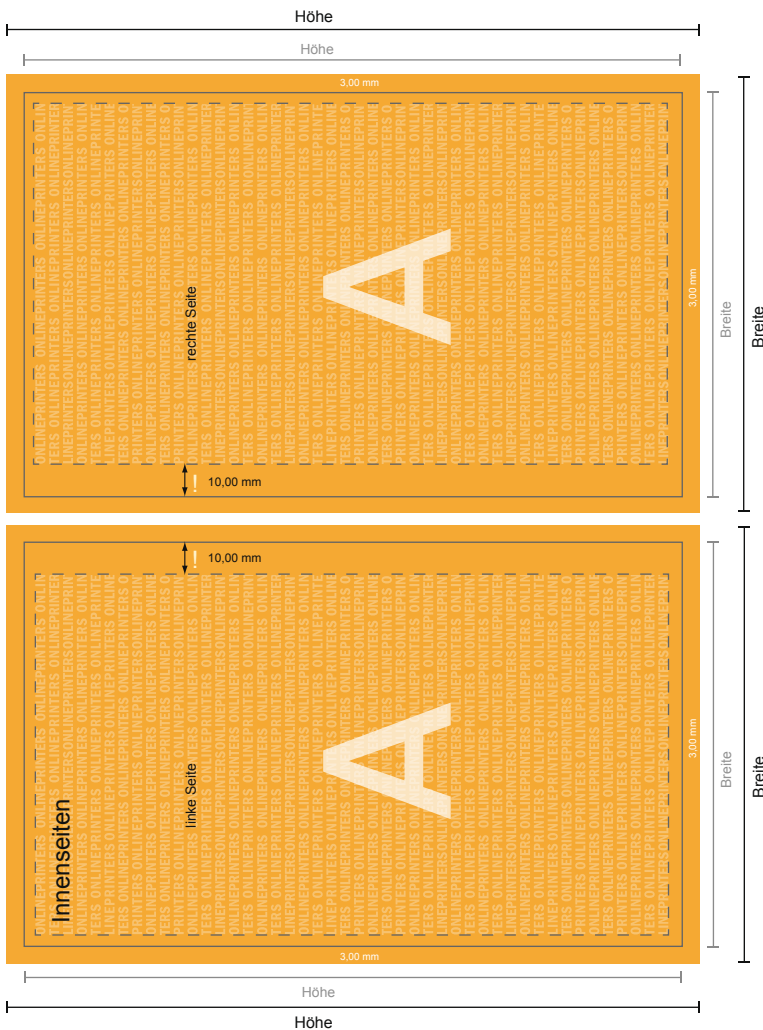 Höhe
Höhe
3,00 mm
rechte Seite
A
3,00 mm
Breite
Breite
! 10,00 mm
! 10,00 mm
Innenseiten
linke Seite
A
3,00 mm
Breite
Breite
3,00 mm
Höhe
Höhe